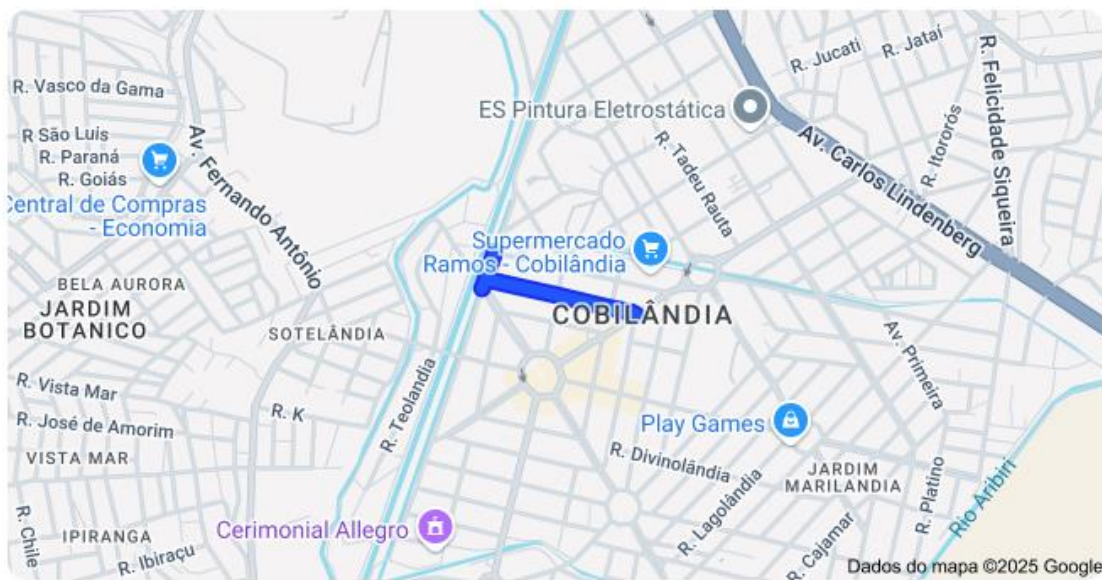 R. Vasco da Gama
R São Luis
R. Paraná
R. Goiás
Av. Fernando Antônio
Central de Compras
- Economia
ES Pintura Eletrostática
R. Jucati
R. Jataí
R. Felicidade Siqueira
R. Itororós
R. Tadeu Rauta
Av. Carlos Lindenberg
Supermercado
Ramos - Cobilândia
BELA AURORA
JARDIM
BOTANICO
SOTELÂNDIA
COBILÂNDIA
Av. Primeira
R. Vista Mar
R. José de Amorim
R. K
R. Teolandia
VISTA MAR
Play Games
R. Divinolândia
JARDIM
MARILANDIA
R. Lagolândia
R. Platino
Rio Aribiri
R. Chile
IPIRANGA
R. Ibiraçu
Cerimonial Allegro
R. Cajamar
Dados do mapa ©2025 Google